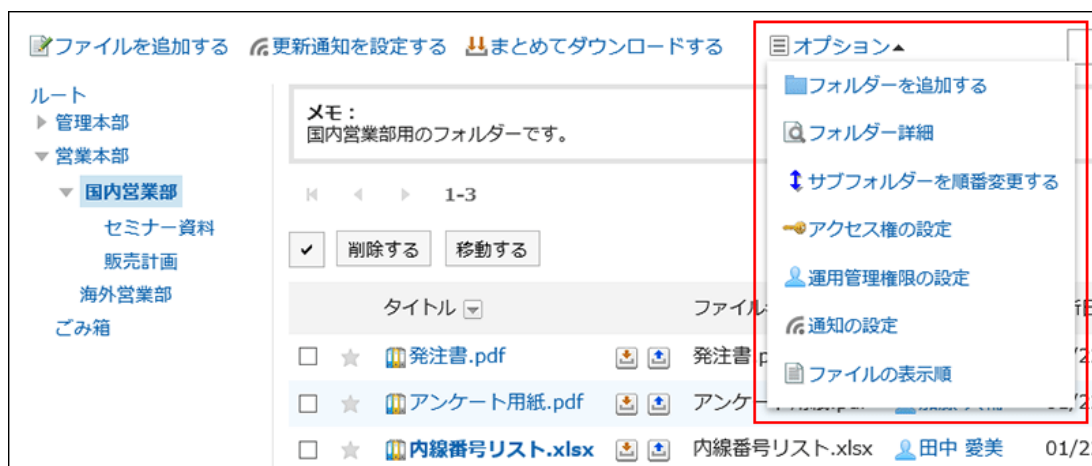 ファイルを追加する 更新通知を設定する まとめてダウンロードする オプション▲
ルート
管理本部
営業本部
国内営業部
セミナー資料
販売計画
海外営業部
ごみ箱
メモ：
国内営業部用のフォルダーです。
1-3
削除する 移動する
タイトル ファイル
発注書.pdf 発注書
アンケート用紙.pdf アンケー
内線番号リスト.xlsx 内線番号リスト.xlsx 田中 愛美 01/2
フォルダーを追加する
フォルダー詳細
サブフォルダーを順番変更する
アクセス権の設定
運用管理権限の設定
通知の設定
ファイルの表示順